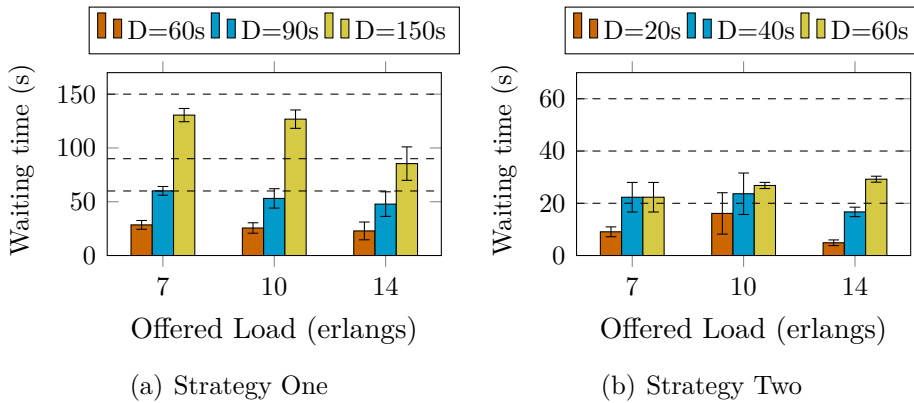 D=60s D=90s D=150s
Waiting time (s)
150
100
50
0
7 10 14
Offered Load (erlangs)
(a) Strategy One
D=20s D=40s D=60s
Waiting time (s)
60
40
20
0
7 10 14
Offered Load (erlangs)
(b) Strategy Two